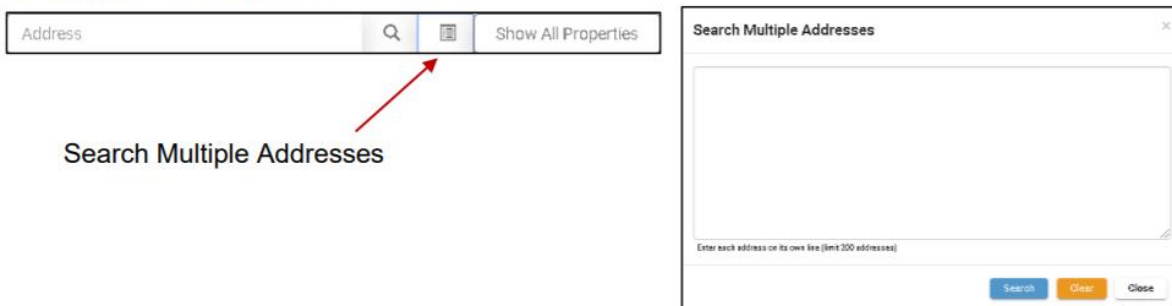 Address
Show All Properties
Search Multiple Addresses
Search Multiple Addresses
Enter each address on its own line (limit 200 addresses)
Search
Clear
Close